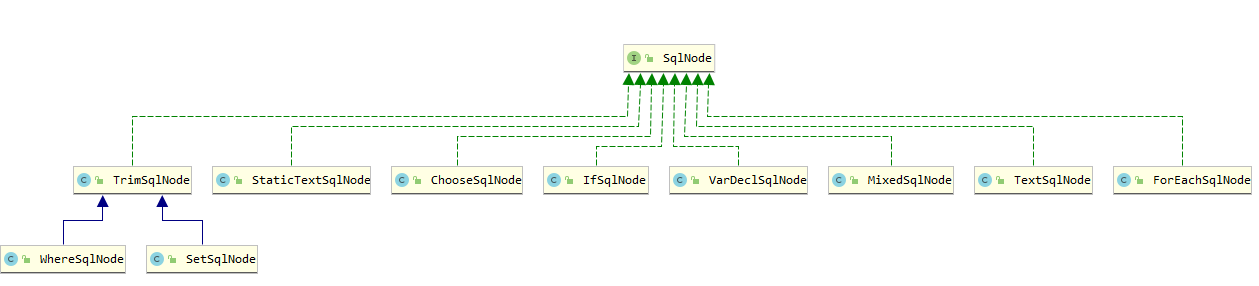 I SqlNode
C TrimSqlNode
C StaticTextSqlNode
C ChooseSqlNode
C IfSqlNode
C VarDeclSqlNode
C MixedSqlNode
C TextSqlNode
C ForEachSqlNode
C WhereSqlNode
C SetSqlNode